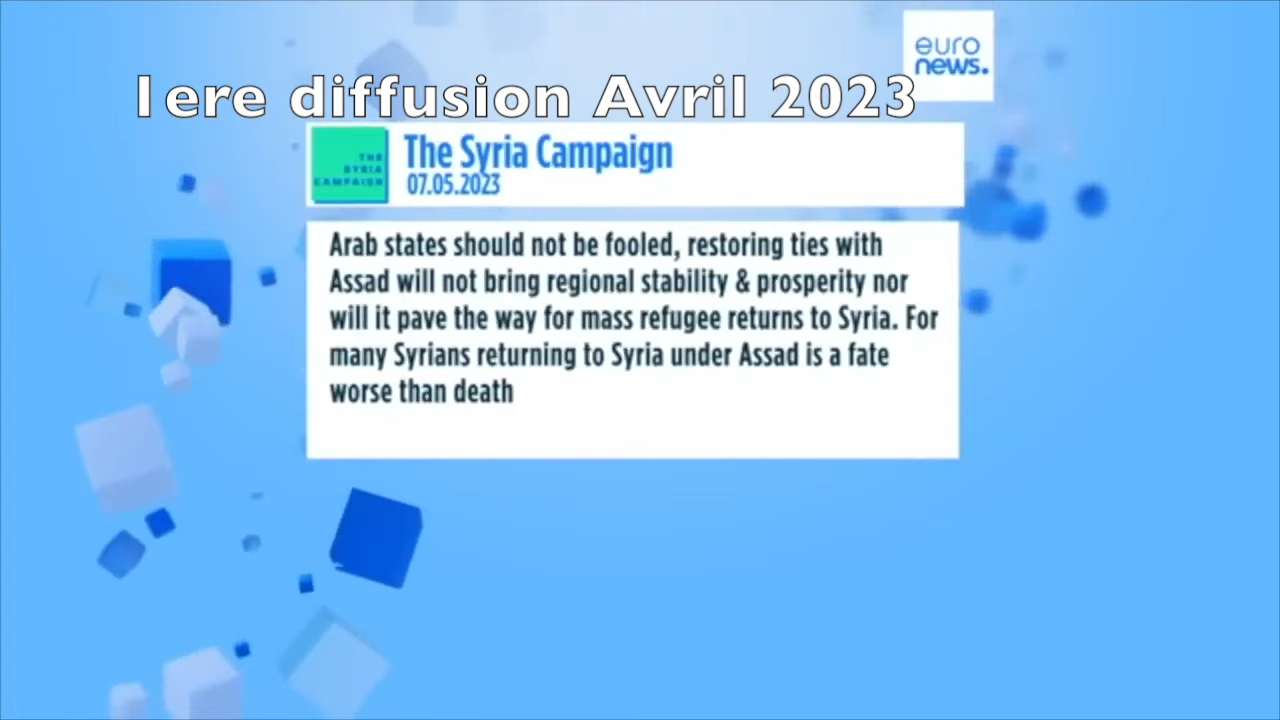 euro
news.
1ere diffusion Avril 2023
THE
SYRIA
CAMPAIGN
The Syria Campaign
07.05.2023
Arab states should not be fooled, restoring ties with
Assad will not bring regional stability & prosperity nor
will it pave the way for mass refugee returns to Syria. For
many Syrians returning to Syria under Assad is a fate
worse than death